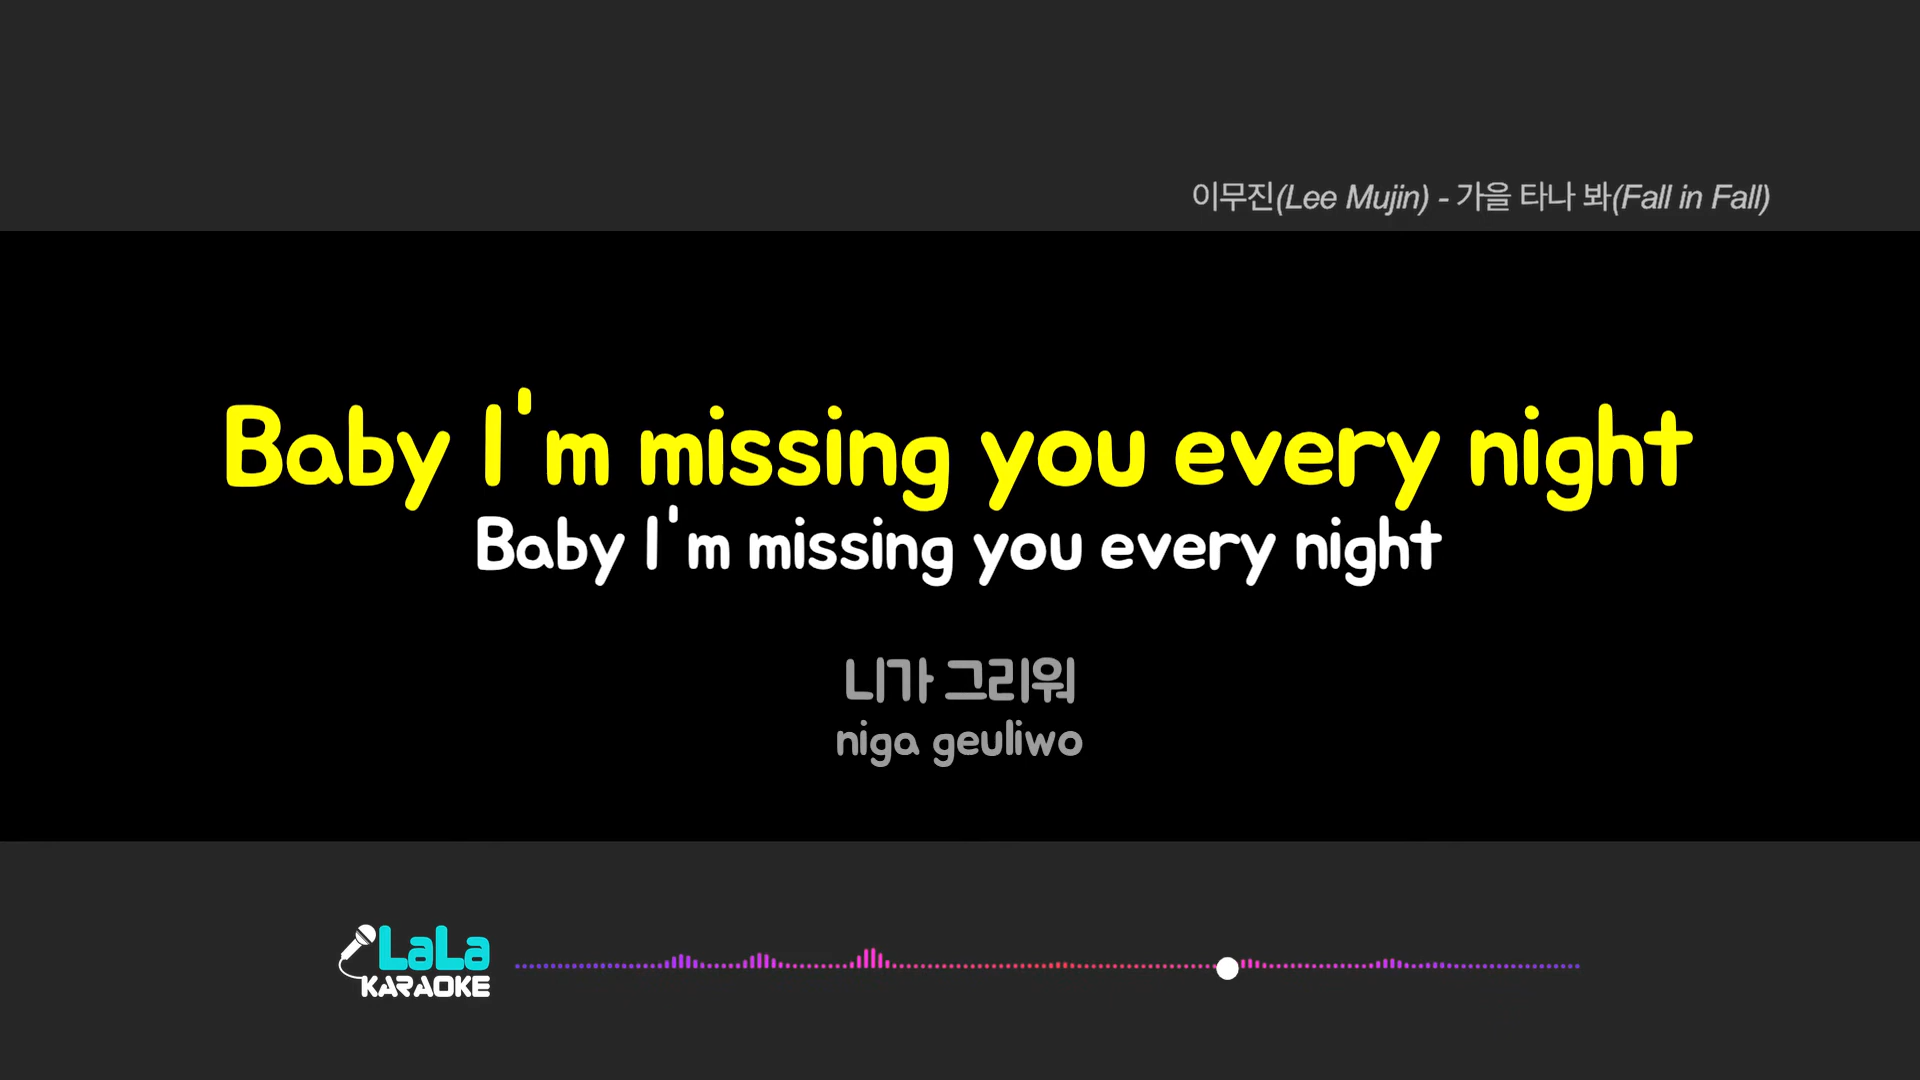 이무진(Lee Mujin) - 가을 타나 봐(Fall in Fall)
Baby I'm missing you every night
Baby I'm missing you every night
니가 그리워
niga geuliwo
LaLa
KARAOKE